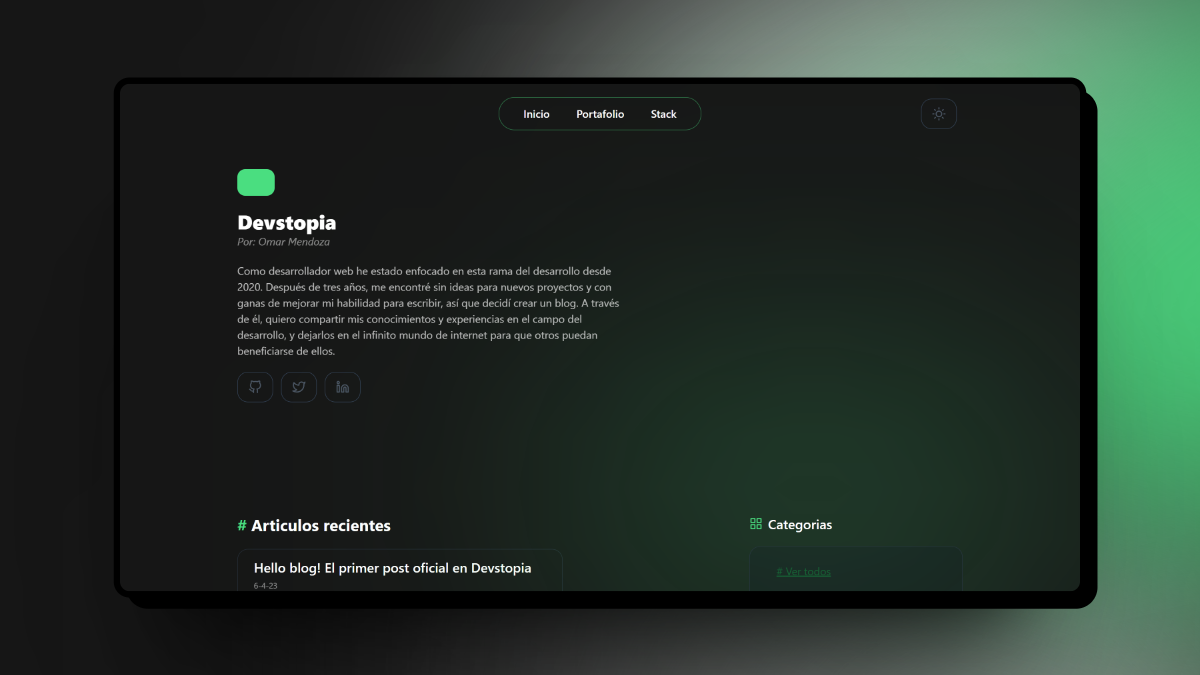 Inicio Portafolio Stack
Devstopia
Por: Omar Mendoza
Como desarrollador web he estado enfocado en esta rama del desarrollo desde
2020. Después de tres años, me encontré sin ideas para nuevos proyectos y con
ganas de mejorar mi habilidad para escribir, así que decidí crear un blog. A través
de él, quiero compartir mis conocimientos y experiencias en el campo del
desarrollo, y dejarlos en el infinito mundo de internet para que otros puedan
beneficiarse de ellos.
# Articulos recientes
Hello blog! El primer post oficial en Devstopia
6-4-23
Categorias
# Ver todos